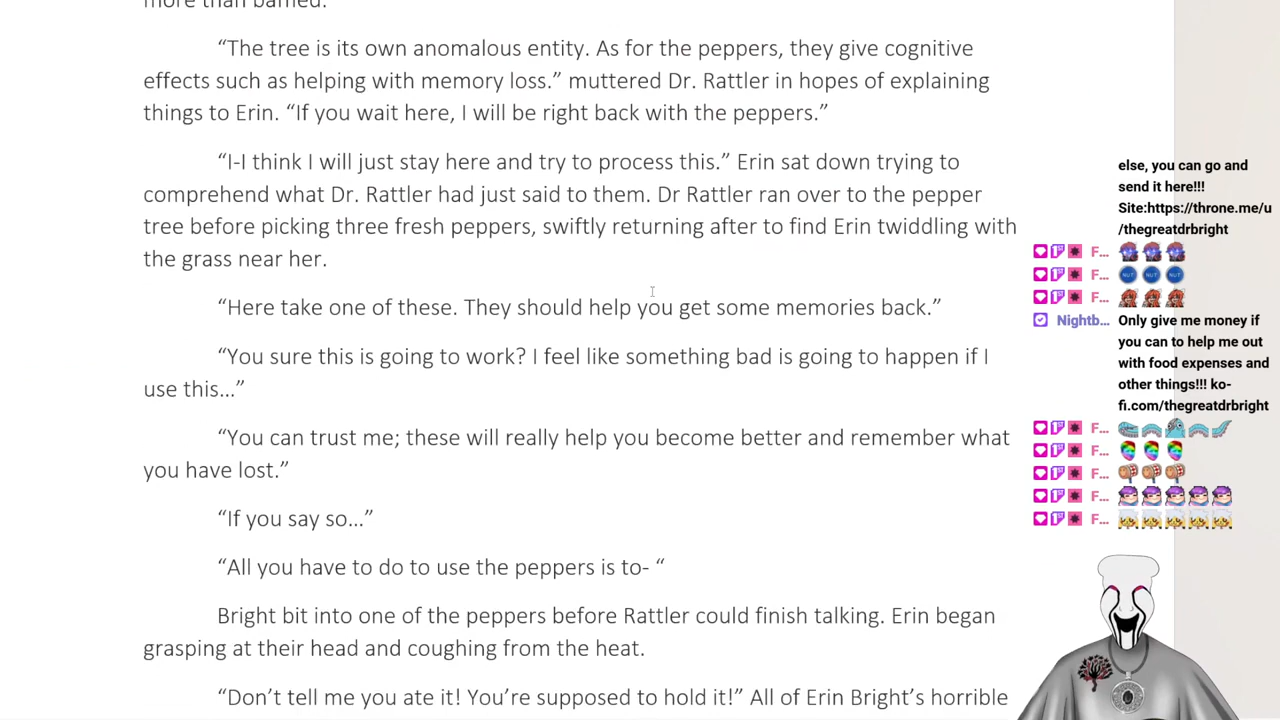 more than baffled.
“The tree is its own anomalous entity. As for the peppers, they give cognitive
effects such as helping with memory loss.” muttered Dr. Rattler in hopes of explaining
things to Erin. “If you wait here, I will be right back with the peppers.”
“I-I think I will just stay here and try to process this.” Erin sat down trying to
comprehend what Dr. Rattler had just said to them. Dr Rattler ran over to the pepper
tree before picking three fresh peppers, swiftly returning after to find Erin twiddling with
the grass near her.
“Here take one of these. They should help you get some memories back.”
“You sure this is going to work? I feel like something bad is going to happen if I
use this…”
“You can trust me; these will really help you become better and remember what
you have lost.”
“If you say so…”
“All you have to do to use the peppers is to- “
Bright bit into one of the peppers before Rattler could finish talking. Erin began
grasping at their head and coughing from the heat.
“Don’t tell me you ate it! You’re supposed to hold it!” All of Erin Bright’s horrible
else, you can go and
send it here!!!
Site:https://throne.me/u
/thegreatdrbright
F...
F...
NUT NUT NUT
F...
Nightb... Only give me money if
you can to help me out
with food expenses and
other things!!! ko-
fi.com/thegreatdrbright
F...
F...
F...
F...
F...